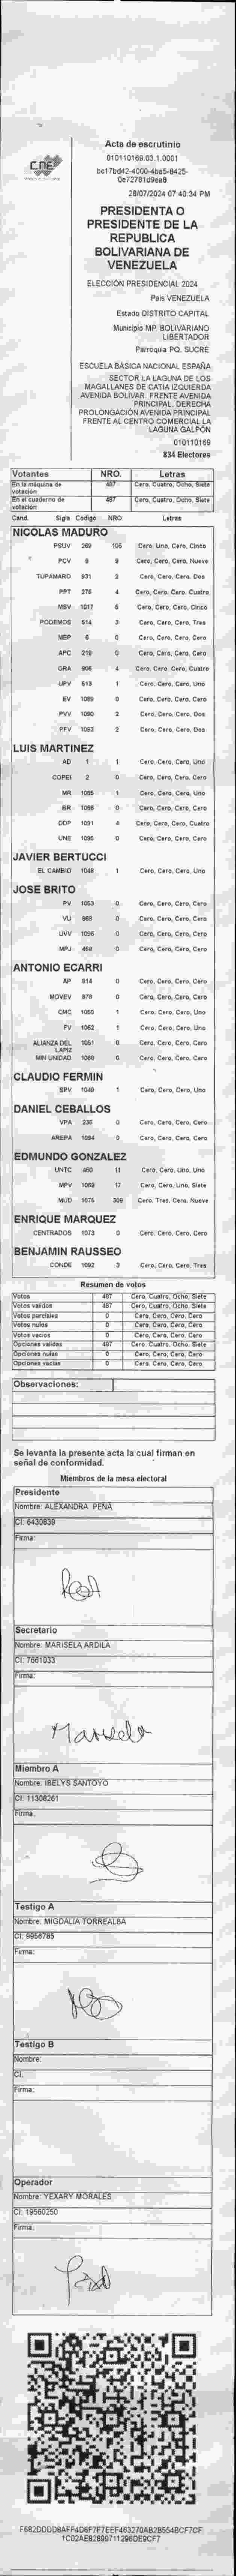 CNE
Acta de escrutinio
010110169.03.1.0001
28/07/2024 07:40:34 PM
PRESIDENTA O
PRESIDENTE DE LA
REPUBLICA
BOLIVARIANA DE
VENEZUELA
ELECCIÓN PRESIDENCIAL 2024
Pais VENEZUELA
Estado DISTRITO CAPITAL
Municipio MP. BOLIVARIANO
LIBERTADOR
Parroquia PQ. SUCRE
ESCUELA BÁSICA NACIONAL ESPAÑA
SECTOR LA LAGUNA DE LOS
MAGALLANES DE CATIA IZQUIERDA
AVENIDA BOLIVAR. FRENTE AVENIDA
PRINCIPAL. DERECHA
PROLONGACIÓN AVENIDA PRINCIPAL
FRENTE AL CENTRO COMERCIAL LA
LAGUNA GALPÓN
010110169
834 Electores
Votantes NRO. Letras
En la máquina de votación 487 Cero, Cuatro, Ocho, Siete
En el cuaderno de votación 487 Cero, Cuatro, Ocho, Siete
Cand. Sigla Codigo NRO. Letras
NICOLAS MADURO
PSUV 269 105 Cero, Uno, Cero, Cinco
PCV 9 9 Cero, Cero, Cero, Nueve
TUPAMARO 931 2 Cero, Cero, Cero, Dos
PPT 276 4 Cero, Cero, Cero, Cuatro
MSV 1017 5 Cero, Cero, Cero, Cinco
PODEMOS 514 3 Cero, Cero, Cero, Tres
MEP 6 0 Cero, Cero, Cero, Cero
APC 219 0 Cero, Cero, Cero, Cero
ORA 906 4 Cero, Cero, Cero, Cuatro
UPV 613 1 Cero, Cero, Cero, Uno
EV 1089 0 Cero, Cero, Cero, Cero
PVV 1090 2 Cero, Cero, Cero, Dos
PFV 1093 2 Cero, Cero, Cero, Dos
LUIS MARTINEZ
AD 1 1 Cero, Cero, Cero, Uno
COPEI 2 0 Cero, Cero, Cero, Cero
MR 1065 1 Cero, Cero, Cero, Uno
BR 1066 0 Cero, Cero, Cero, Cero
DDP 1091 4 Cero, Cero, Cero, Cuatro
UNE 1095 0 Cero, Cero, Cero, Cero
JAVIER BERTUCCI
EL CAMBIO 1048 1 Cero, Cero, Cero, Uno
JOSE BRITO
PV 1053 0 Cero, Cero, Cero, Cero
VU 968 0 Cero, Cero, Cero, Cero
UVV 1096 0 Cero, Cero, Cero, Cero
MPJ 458 0 Cero, Cero, Cero, Cero
ANTONIO ECARRI
AP 914 0 Cero, Cero, Cero, Cero
MOVEV 978 0 Cero, Cero, Cero, Cero
CMC 1050 1 Cero, Cero, Cero, Uno
FV 1062 1 Cero, Cero, Cero, Uno
ALIANZA DEL LAPIZ 1051 0 Cero, Cero, Cero, Cero
MIN UNIDAD 1068 0 Cero, Cero, Cero, Cero
CLAUDIO FERMIN
SPV 1049 1 Cero, Cero, Cero, Uno
DANIEL CEBALLOS
VPA 236 0 Cero, Cero, Cero, Cero
AREPA 1094 0 Cero, Cero, Cero, Cero
EDMUNDO GONZALEZ
UNTC 460 11 Cero, Cero, Uno, Uno
MPV 1069 17 Cero, Cero, Uno, Siete
MUD 1075 309 Cero, Tres, Cero, Nueve
ENRIQUE MARQUEZ
CENTRADOS 1073 0 Cero, Cero, Cero, Cero
BENJAMIN RAUSSEO
CONDE 1092 3 Cero, Cero, Cero, Tres
Resumen de votos
Votos 487 Cero, Cuatro, Ocho, Siete
Votos validos 487 Cero, Cuatro, Ocho, Siete
Votos parciales 0 Cero, Cero, Cero, Cero
Votos nulos 0 Cero, Cero, Cero, Cero
Votos vacios 0 Cero, Cero, Cero, Cero
Opciones validas 487 Cero, Cuatro, Ocho, Siete
Opciones nulas 0 Cero, Cero, Cero, Cero
Opciones vacias 0 Cero, Cero, Cero, Cero
Observaciones:
Se levanta la presente acta la cual firman en
señal de conformidad.
Miembros de la mesa electoral
Presidente
Nombre: ALEXANDRA PEÑA
CI: 6430839
Firma:
Secretario
Nombre: MARISELA ARDILA
CI: 7661033
Firma:
Marisela
Miembro A
Nombre: IBELYS SANTOYO
CI: 11308261
Firma:
Testigo A
Nombre: MIGDALIA TORREALBA
CI: 9956785
Firma:
Testigo B
Nombre:
CI:
Firma:
Operador
Nombre: YEXARY MORALES
CI: 19560250
Firma: